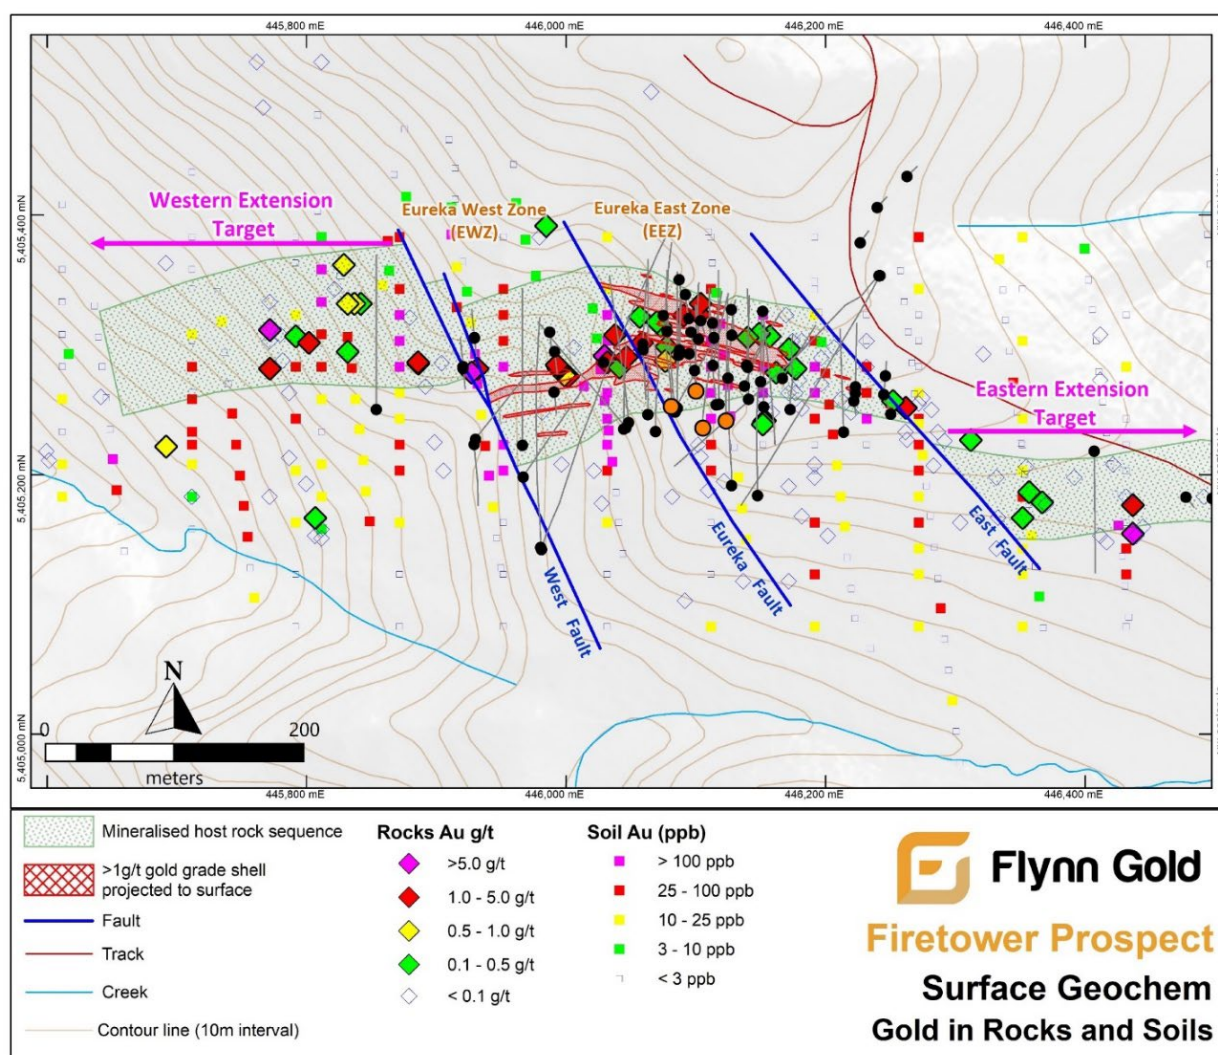 445,800 mE
446,000 mE
446,200 mE
446,400 mE
5,405,400 mN
5,405,200 mN
5,405,000 mN
Western Extension
Target
Eureka West Zone
(EWZ)
Eureka East Zone
(EEZ)
Eastern Extension
Target
West Fault
Eureka Fault
East Fault
N
0
200
meters
445,800 mE
446,000 mE
446,200 mE
446,400 mE
Mineralised host rock sequence
>1g/t gold grade shell
projected to surface
Fault
Track
Creek
Contour line (10m interval)
Rocks Au g/t
>5.0 g/t
1.0 - 5.0 g/t
0.5 - 1.0 g/t
0.1 - 0.5 g/t
< 0.1 g/t
Soil Au (ppb)
> 100 ppb
25 - 100 ppb
10 - 25 ppb
3 - 10 ppb
< 3 ppb
Flynn Gold
Firetower Prospect
Surface Geochem
Gold in Rocks and Soils